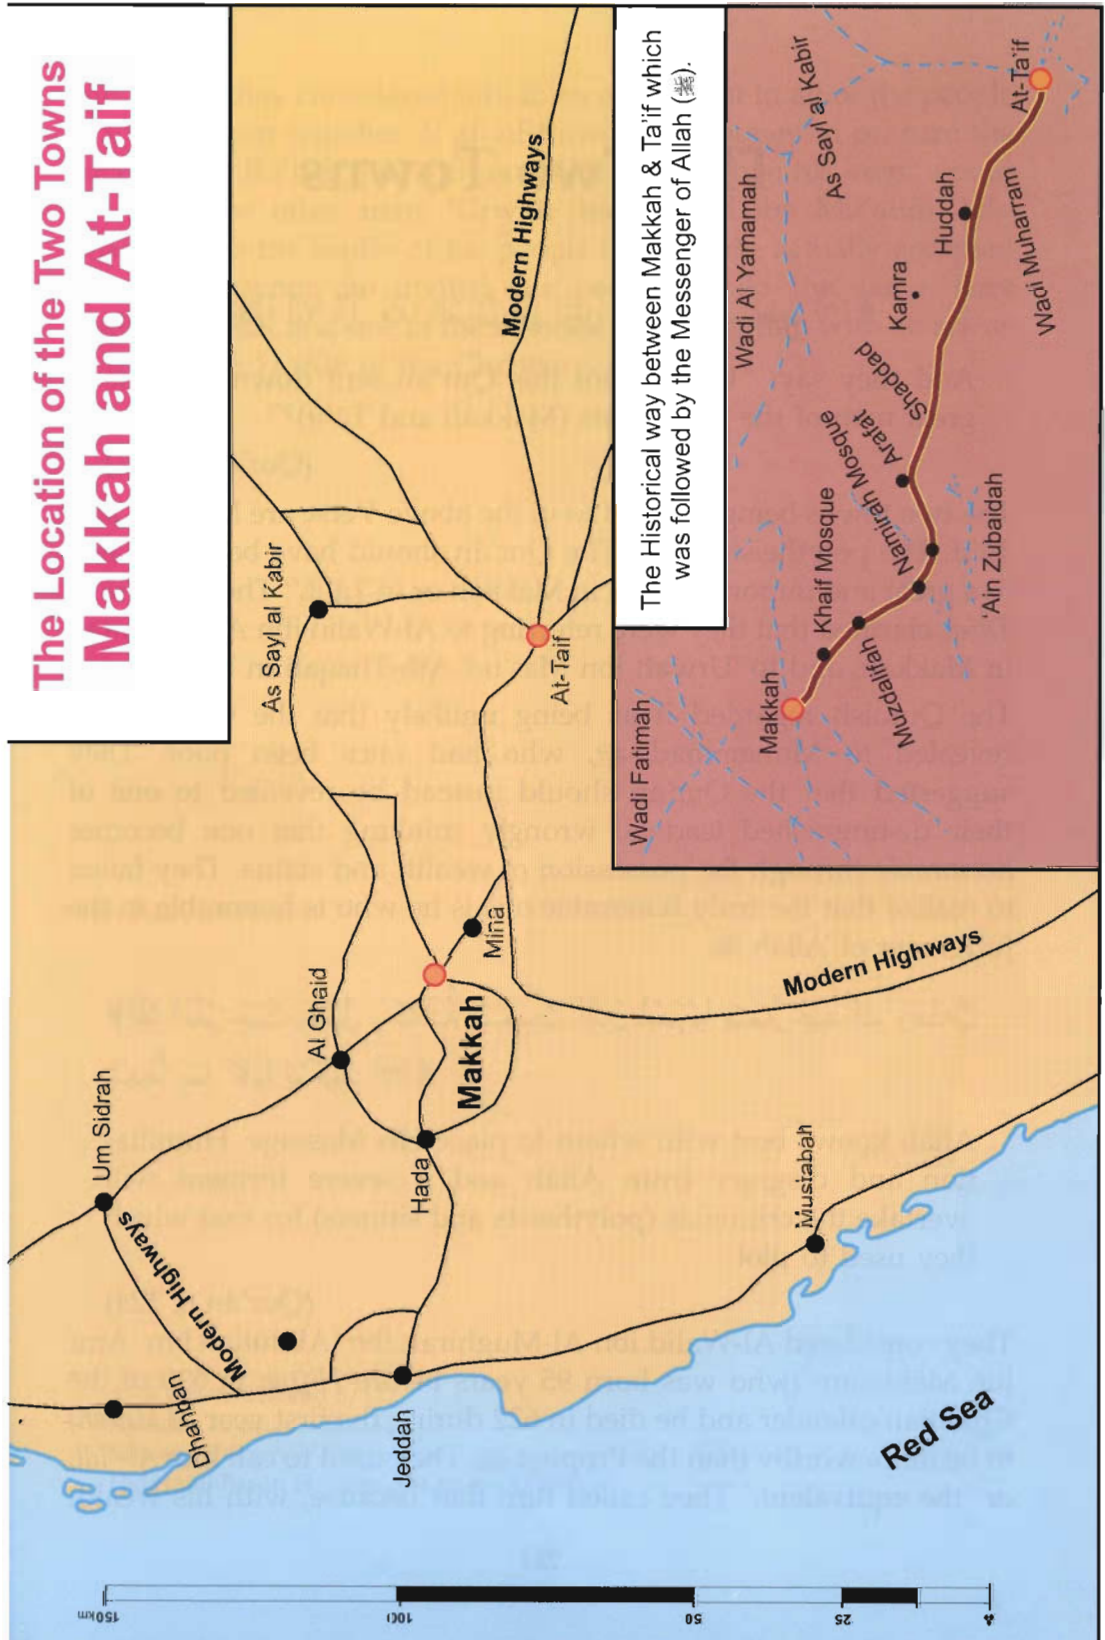 The Location of the Two Towns
Makkah and At-Taif
As Sayl al Kabir
Modern Highways
At-Taif
Um Sidrah
Al Ghaid
Mina
Makkah
Hada
Modern Highways
Dhahban
Jeddah
Mustabah
Modern Highways
Red Sea
The Historical way between Makkah & Ta'if which
was followed by the Messenger of Allah (ﷺ).
Wadi Fatimah
Makkah
Khaif Mosque
Muzdalifah
Namirah Mosque
Arafat
Shaddad
'Ain Zubaidah
Kamra
Huddah
Wadi Al Yamamah
As Sayl al Kabir
At-Ta'if
Wadi Muharram
150km
100
50
25